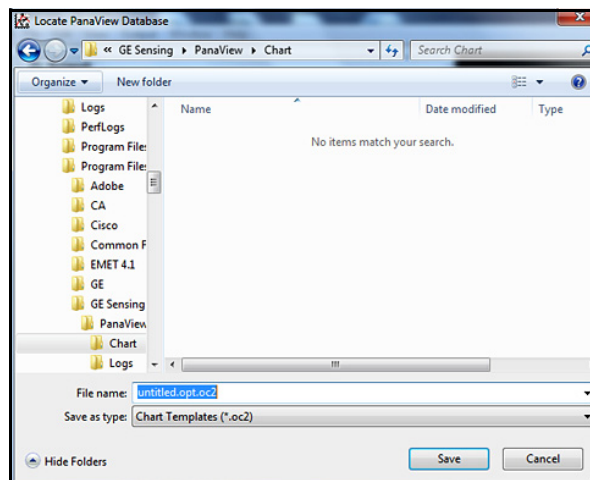 Locate PanaView Database
« GE Sensing ▸ PanaView ▸ Chart
Search Chart
Organize New folder
Name Date modified Type
No items match your search.
Logs
PerfLogs
Program Files
Program Files
Adobe
CA
Cisco
Common F
EMET 4.1
GE
GE Sensing
PanaView
Chart
Logs
File name: untitled.opt.oc2
Save as type: Chart Templates (*.oc2)
Hide Folders Save Cancel